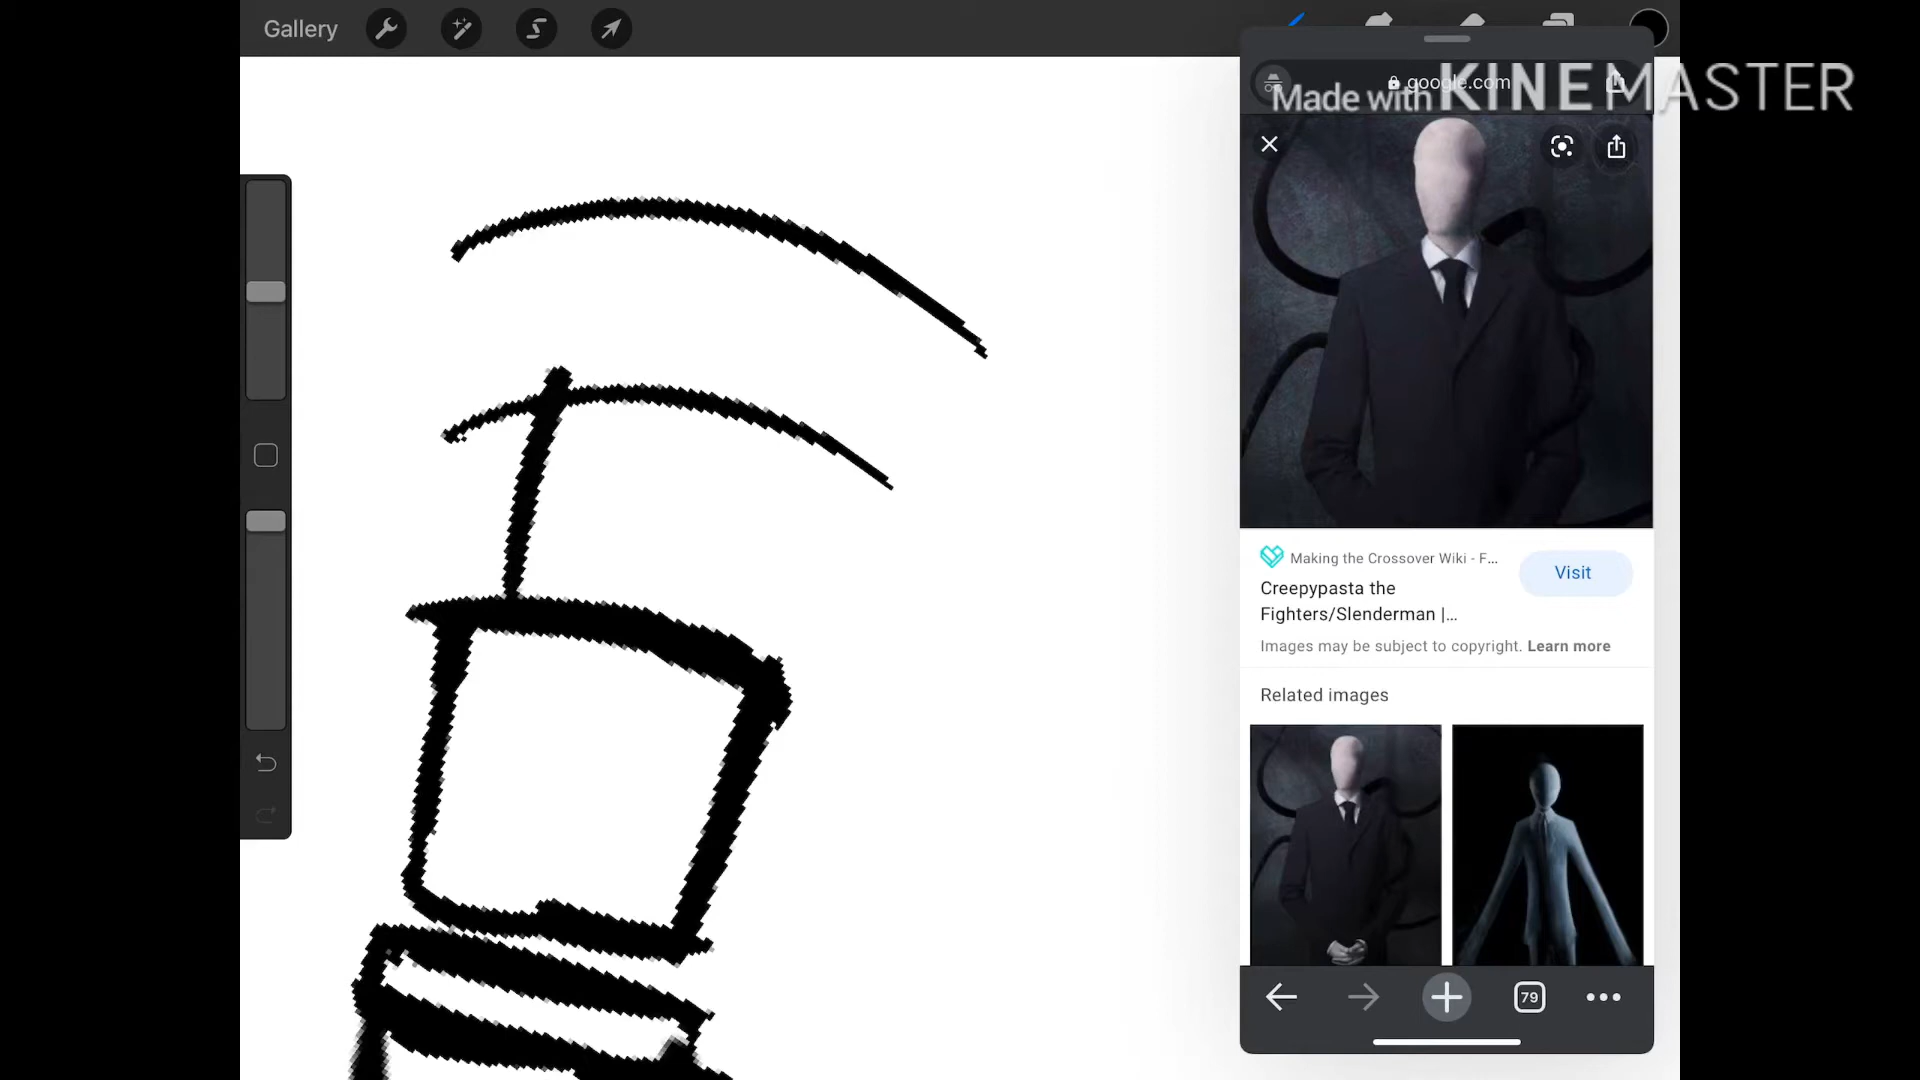 Gallery
google.com
Made with KINEMASTER
Making the Crossover Wiki - F...
Creepypasta the
Fighters/Slenderman |...
Visit
Images may be subject to copyright. Learn more
Related images
79